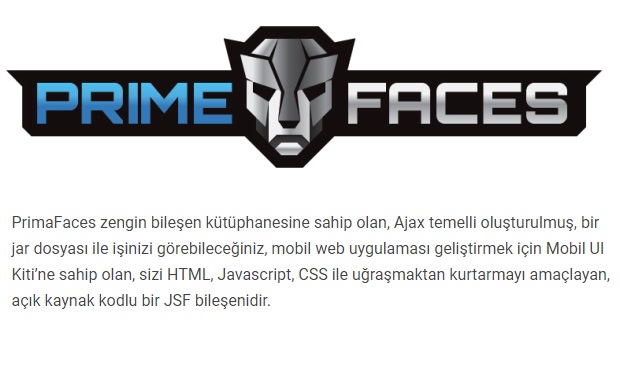 PRIME FACES
PrimaFaces zengin bileşen kütüphanesine sahip olan, Ajax temelli oluşturulmuş, bir
jar dosyası ile işinizi görebileceğiniz, mobil web uygulaması geliştirmek için Mobil UI
Kiti’ne sahip olan, sizi HTML, Javascript, CSS ile uğraşmaktan kurtarmayı amaçlayan,
açık kaynak kodlu bir JSF bileşenidir.